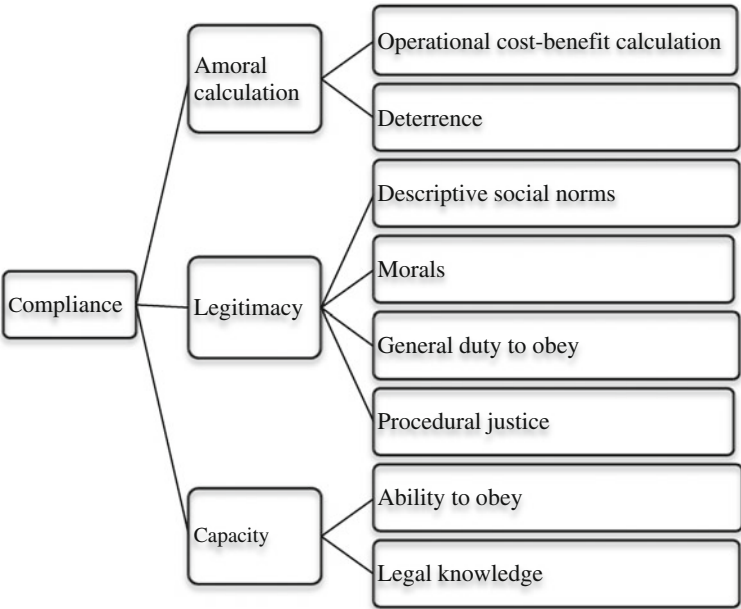 Compliance
Amoral
calculation
Operational cost-benefit calculation
Deterrence
Legitimacy
Descriptive social norms
Morals
General duty to obey
Procedural justice
Capacity
Ability to obey
Legal knowledge